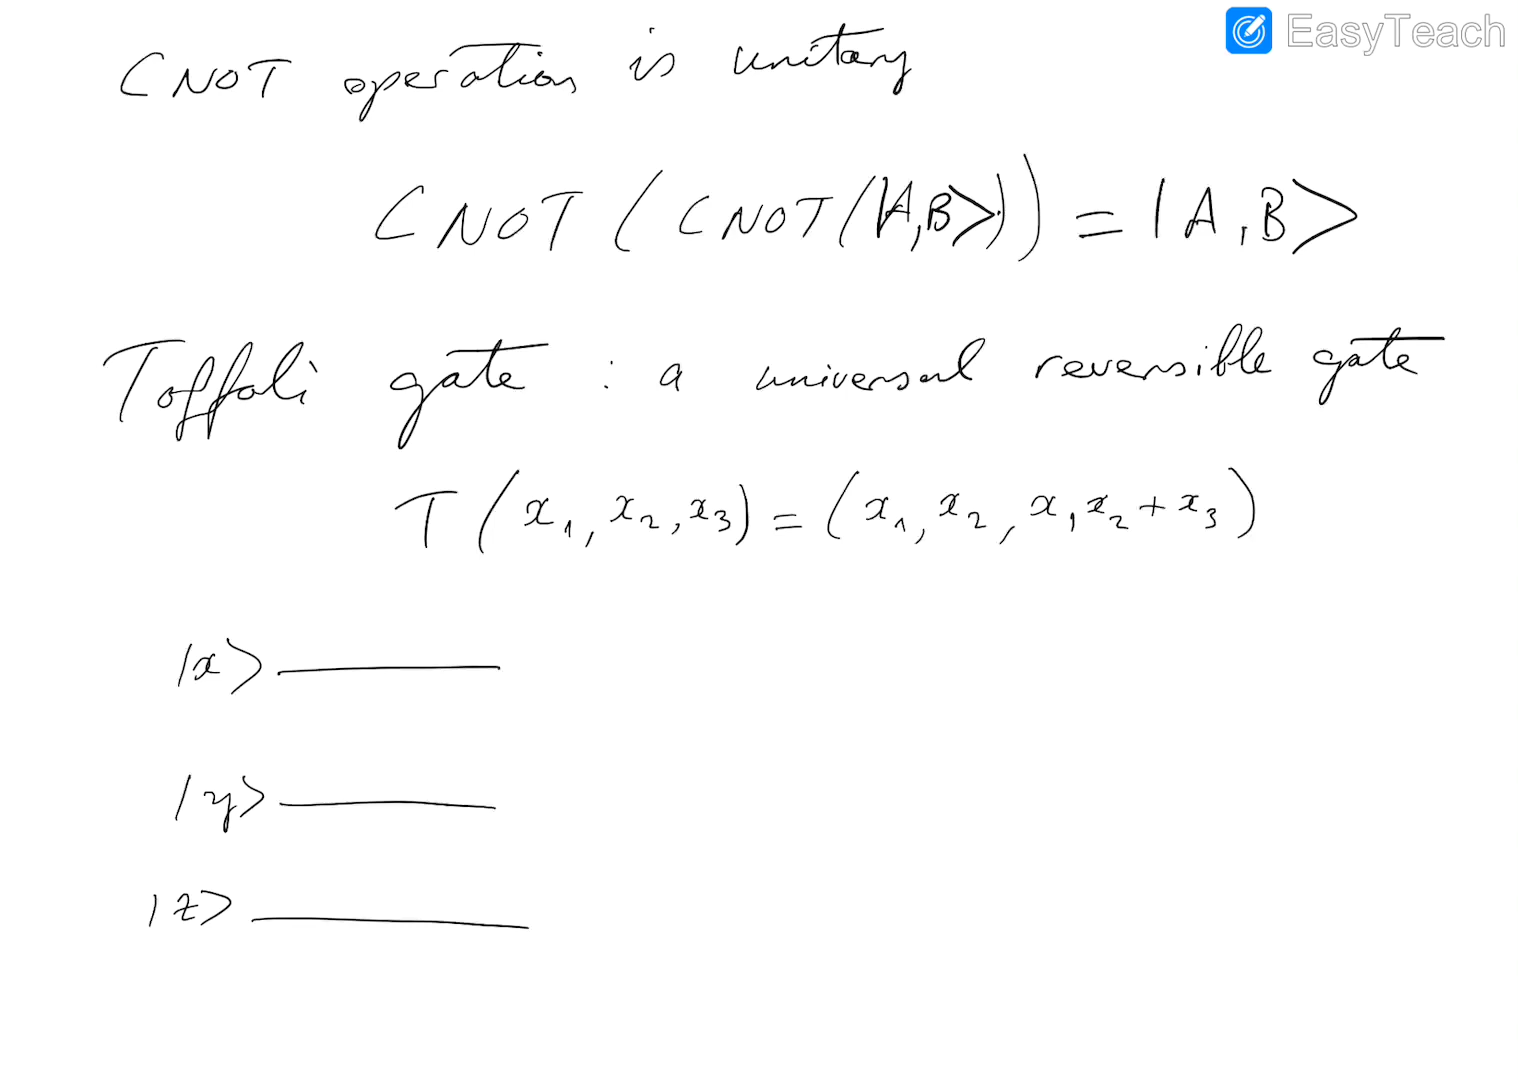 EasyTeach
CNOT operation is unitary
CNOT (CNOT(|A,B>)) = |A,B>
Toffoli gate : a universal reversible gate
T(x₁,x₂,x₃) = (x₁,x₂,x₁x₂+x₃)
|x>
|y>
|z>